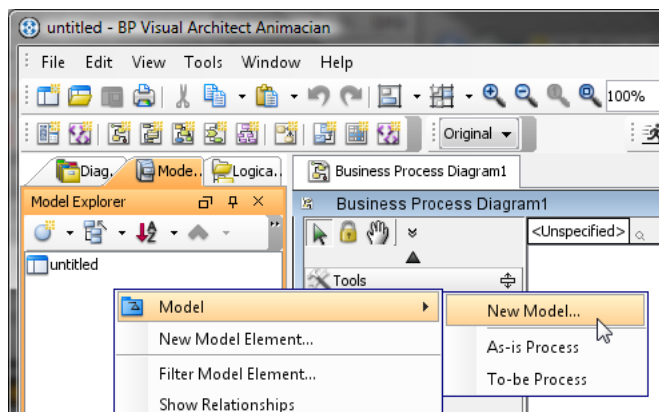 untitled - BP Visual Architect Animacian
File Edit View Tools Window Help
100%
Original
Diag. Mode.. Logica..
Business Process Diagram1
Model Explorer
Business Process Diagram1
<Unspecified>
untitled
Tools
Model
New Model...
New Model Element...
As-is Process
Filter Model Element...
To-be Process
Show Relationships